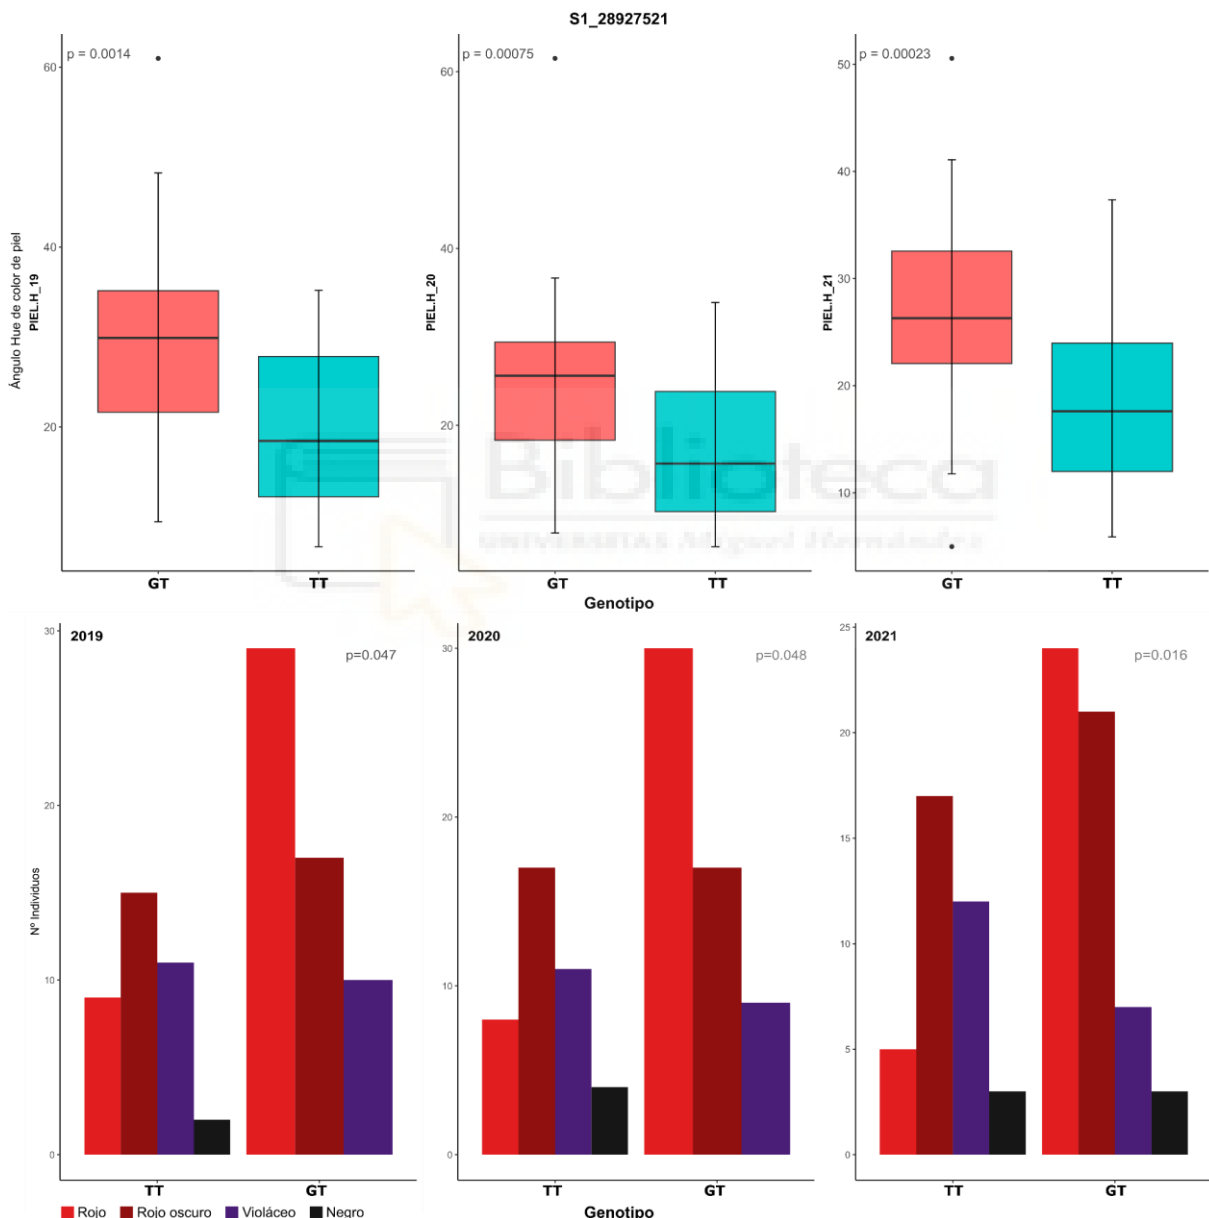 S1_28927521
p = 0.0014
p = 0.00075
p = 0.00023
60
40
20
60
40
20
50
40
30
20
10
Ángulo Hue de color de piel
PIEL.H_19
PIEL.H_20
PIEL.H_21
Biblioteca
UNIVERSITAS Miguel Hernández
GT TT
GT TT
GT TT
Genotipo
2019
p=0.047
2020
p=0.048
2021
p=0.016
30
20
10
0
30
20
10
0
25
20
15
10
5
0
Nº Individuos
TT GT
TT GT
TT GT
Rojo Rojo oscuro Violáceo Negro
Genotipo